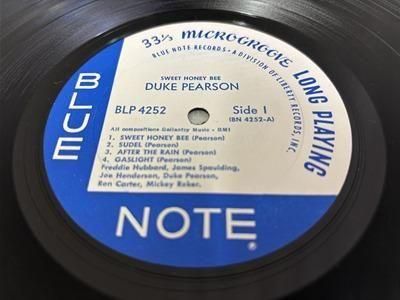 33⅓ MICROGROOVE LONG PLAYING
BLUE NOTE RECORDS • A DIVISION OF LIBERTY RECORDS, INC.
SWEET HONEY BEE
DUKE PEARSON
BLP 4252 Side 1
(BN 4252-A)
All compositions Gailantcy Music - BMI
1. SWEET HONEY BEE (Pearson)
2. SUDEL (Pearson)
3. AFTER THE RAIN (Pearson)
4. GASLIGHT (Pearson)
Freddie Hubbard, James Spaulding,
Joe Henderson, Duke Pearson,
Ron Carter, Mickey Roker.
BLUE
NOTE®